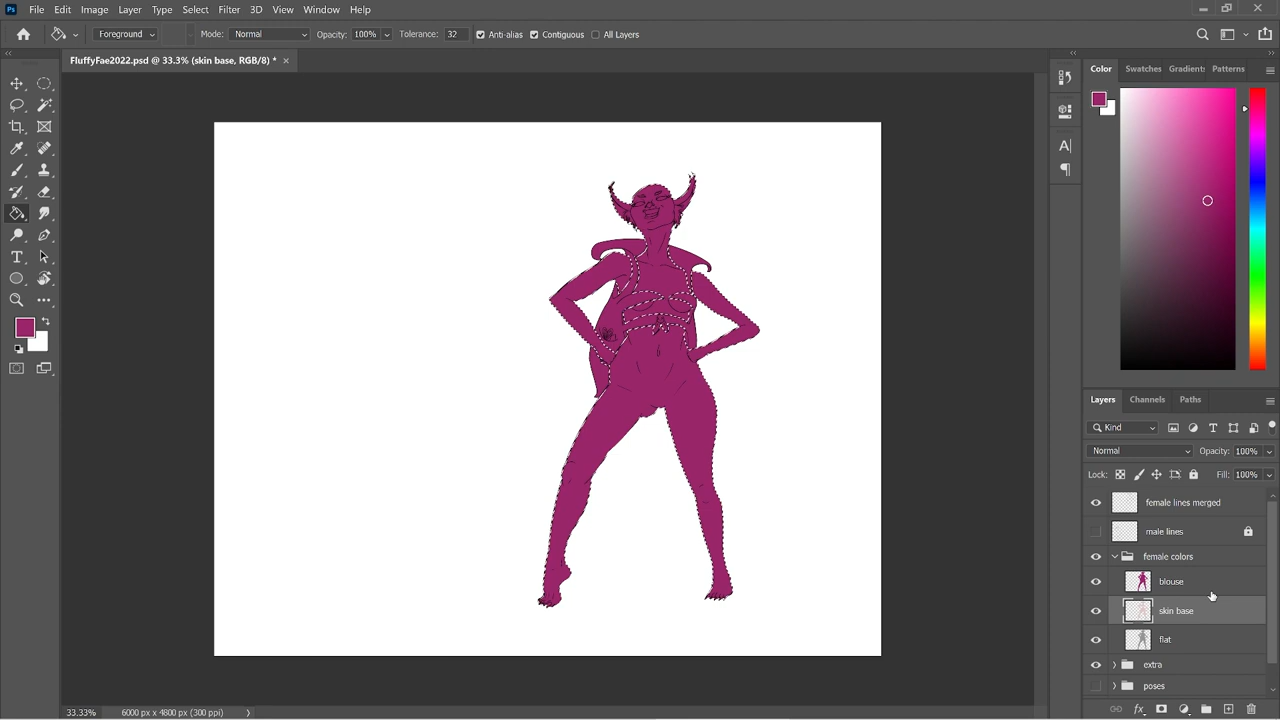 Ps File Edit Image Layer Type Select Filter 3D View Window Help
Foreground Mode: Normal Opacity: 100% Tolerance: 32 Anti-alias Contiguous All Layers
FluffyFae2022.psd @ 33.3% (skin base, RGB/8) * ×
Color Swatches Gradients Patterns
Layers Channels Paths
Kind
Normal Opacity: 100%
Lock: Fill: 100%
female lines merged
male lines
female colors
blouse
skin base
flat
extra
poses
33.33% 6000 px x 4800 px (300 ppi)